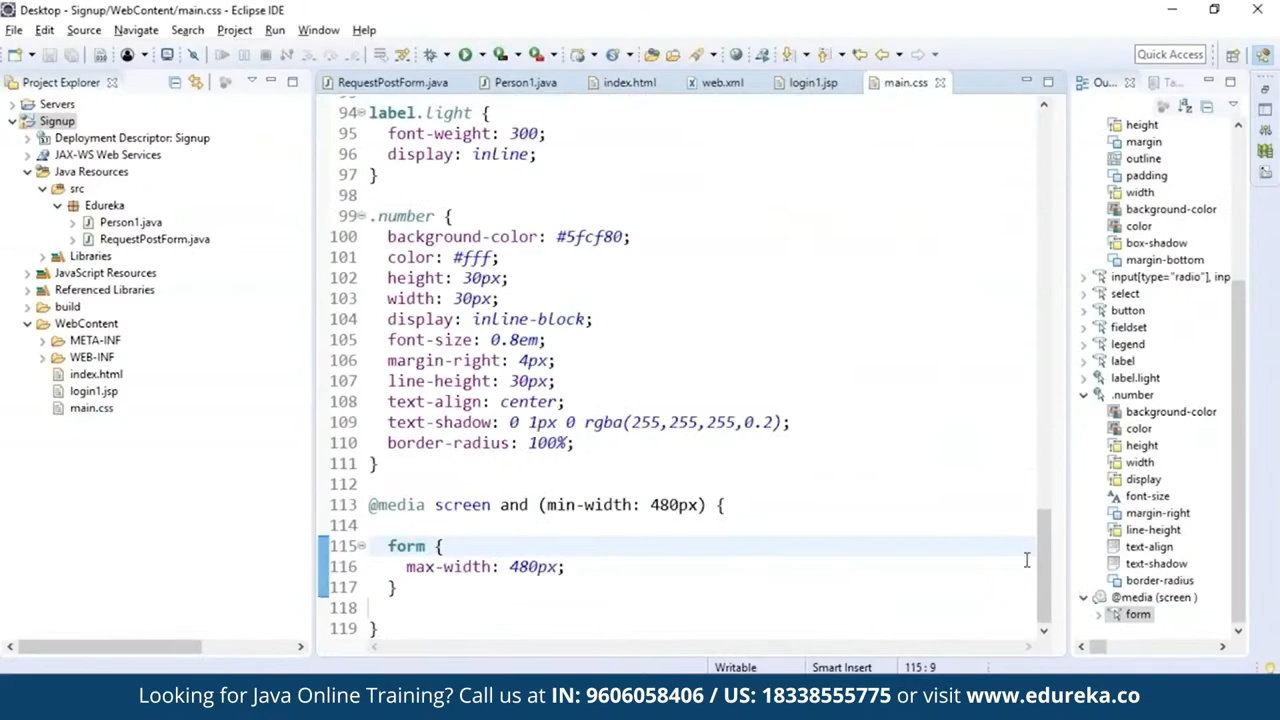 Desktop - Signup/WebContent/main.css - Eclipse IDE
File Edit Source Navigate Search Project Run Window Help
Quick Access
Project Explorer
Servers
Signup
Deployment Descriptor: Signup
JAX-WS Web Services
Java Resources
src
Edureka
Person1.java
RequestPostForm.java
Libraries
JavaScript Resources
Referenced Libraries
build
WebContent
META-INF
WEB-INF
index.html
login1.jsp
main.css
RequestPostForm.java Person1.java index.html web.xml login1.jsp main.css
94 label.light {
95 font-weight: 300;
96 display: inline;
97 }
98
99 .number {
100 background-color: #5fcf80;
101 color: #fff;
102 height: 30px;
103 width: 30px;
104 display: inline-block;
105 font-size: 0.8em;
106 margin-right: 4px;
107 line-height: 30px;
108 text-align: center;
109 text-shadow: 0 1px 0 rgba(255,255,255,0.2);
110 border-radius: 100%;
111 }
112
113 @media screen and (min-width: 480px) {
114
115 form {
116 max-width: 480px;
117 }
118
119 }
Ou... Ta...
height
margin
outline
padding
width
background-color
color
box-shadow
margin-bottom
input[type="radio"], inp
select
button
fieldset
legend
label
label.light
.number
background-color
color
height
width
display
font-size
margin-right
line-height
text-align
text-shadow
border-radius
@media (screen )
form
Writable Smart Insert 115 : 9
Looking for Java Online Training? Call us at IN: 9606058406 / US: 18338555775 or visit www.edureka.co